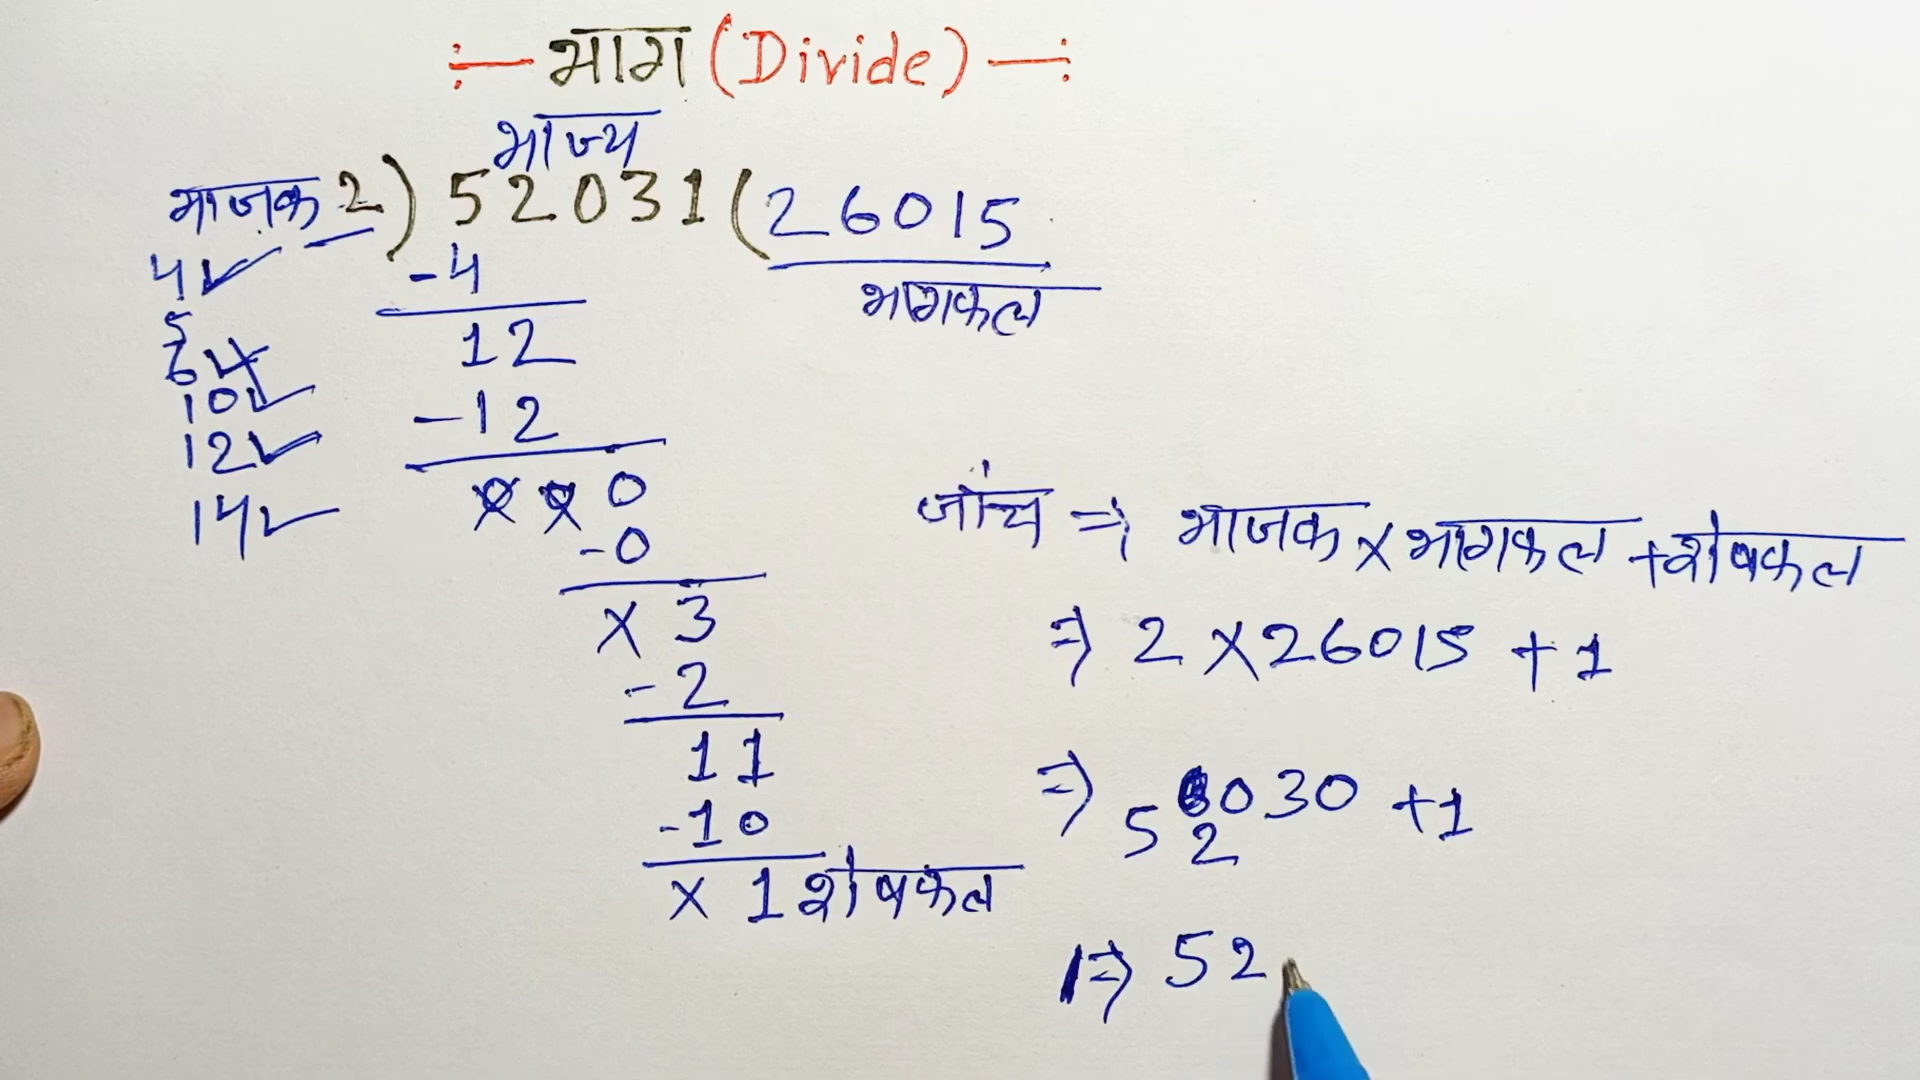 :— भाग (Divide) —:
भाज्य
भाजक 2) 52031 (26015
भागफल
4✓
5
6
10✓
12✓
14✓
-4
12
-12
0
-0
x 3
-2
11
-10
x 1 शेषफल
जांच => भाजक x भागफल + शेषफल
=> 2 x 26015 + 1
=> 52030 + 1
=> 52